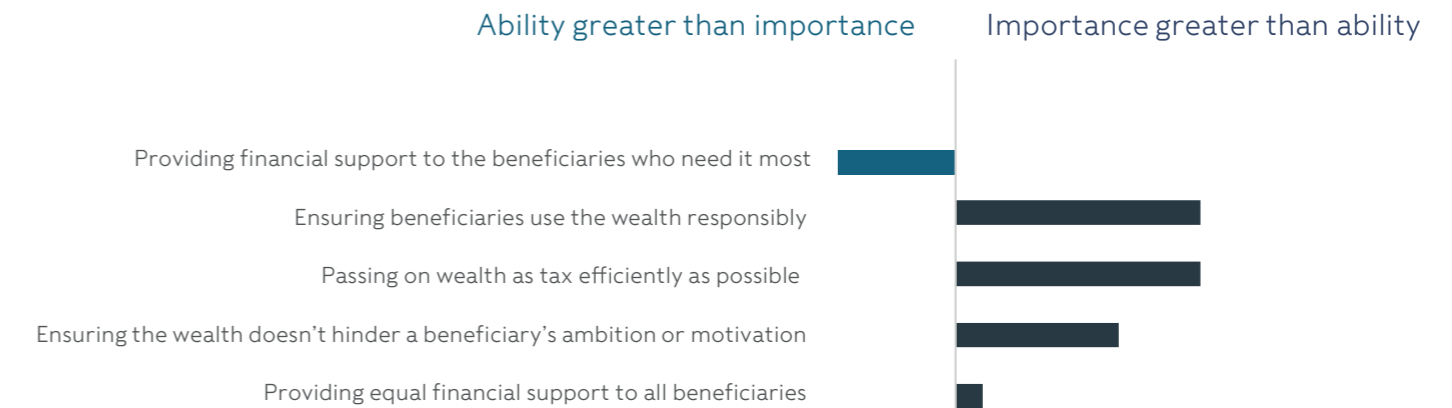 Ability greater than importance
Importance greater than ability
Providing financial support to the beneficiaries who need it most
Ensuring beneficiaries use the wealth responsibly
Passing on wealth as tax efficiently as possible
Ensuring the wealth doesn’t hinder a beneficiary’s ambition or motivation
Providing equal financial support to all beneficiaries